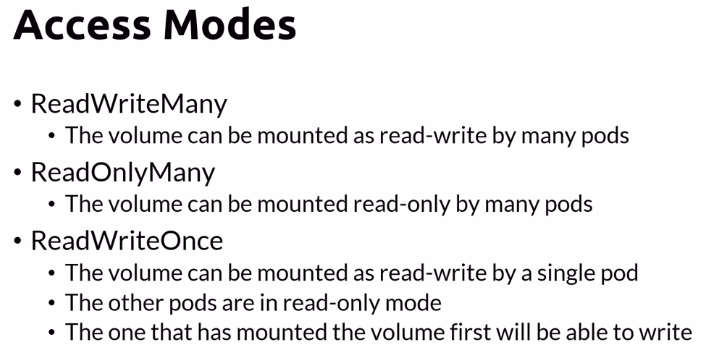 Access Modes
• ReadWriteMany
• The volume can be mounted as read-write by many pods
• ReadOnlyMany
• The volume can be mounted read-only by many pods
• ReadWriteOnce
• The volume can be mounted as read-write by a single pod
• The other pods are in read-only mode
• The one that has mounted the volume first will be able to write